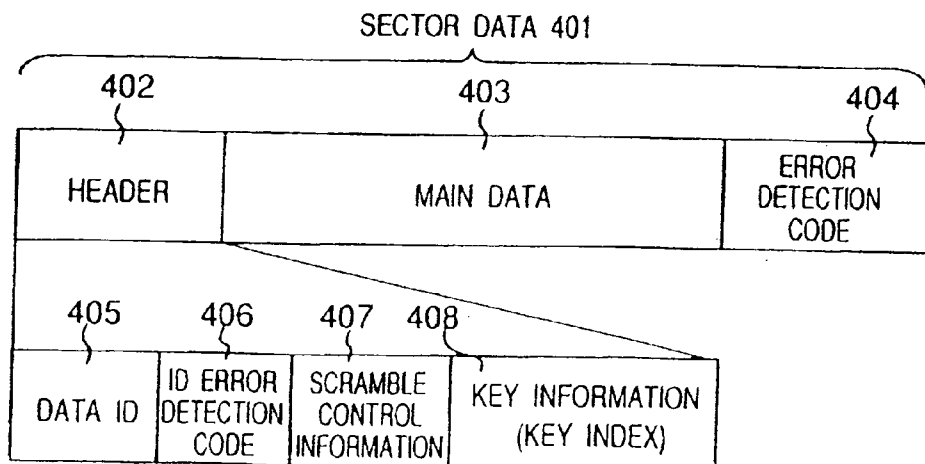 SECTOR DATA 401
402
403
404
HEADER
MAIN DATA
ERROR
DETECTION
CODE
405
406
407
408
DATA ID
ID ERROR
DETECTION
CODE
SCRAMBLE
CONTROL
INFORMATION
KEY INFORMATION
(KEY INDEX)